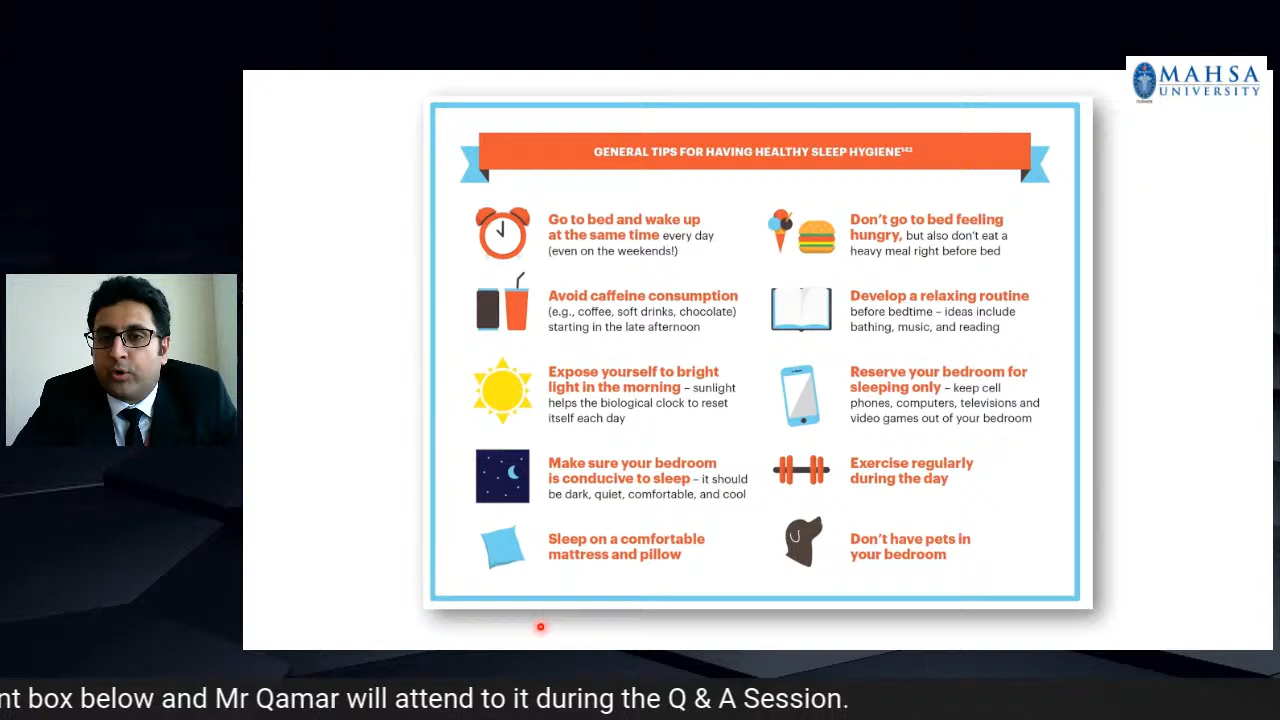 MAHSA
UNIVERSITY
GENERAL TIPS FOR HAVING HEALTHY SLEEP HYGIENE¹⁴²
Go to bed and wake up
at the same time every day
(even on the weekends!)
Avoid caffeine consumption
(e.g., coffee, soft drinks, chocolate)
starting in the late afternoon
Expose yourself to bright
light in the morning – sunlight
helps the biological clock to reset
itself each day
Make sure your bedroom
is conducive to sleep – it should
be dark, quiet, comfortable, and cool
Sleep on a comfortable
mattress and pillow
Don't go to bed feeling
hungry, but also don't eat a
heavy meal right before bed
Develop a relaxing routine
before bedtime – ideas include
bathing, music, and reading
Reserve your bedroom for
sleeping only – keep cell
phones, computers, televisions and
video games out of your bedroom
Exercise regularly
during the day
Don't have pets in
your bedroom
nt box below and Mr Qamar will attend to it during the Q & A Session.